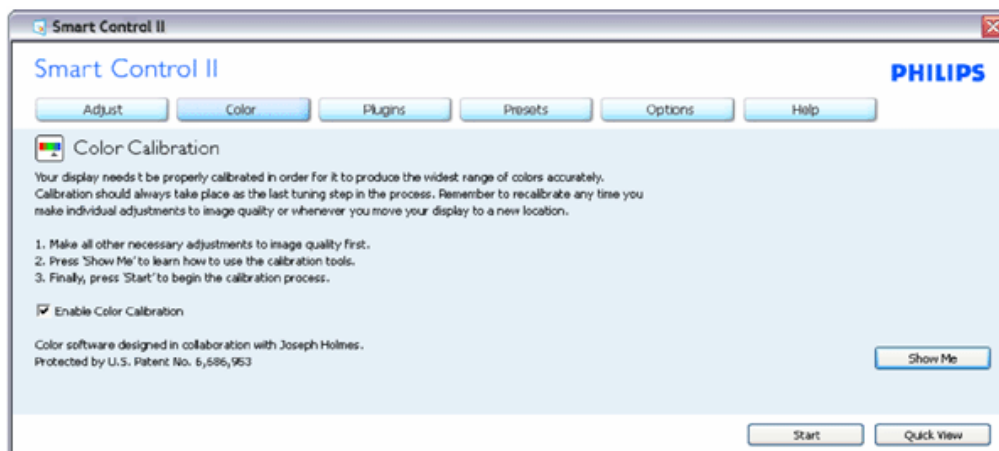 Smart Control II
Smart Control II
PHILIPS
Adjust
Color
Plugins
Presets
Options
Help
Color Calibration
Your display needs t be properly calibrated in order for it to produce the widest range of colors accurately.
Calibration should always take place as the last tuning step in the process. Remember to recalibrate any time you
make individual adjustments to image quality or whenever you move your display to a new location.
1. Make all other necessary adjustments to image quality first.
2. Press 'Show Me' to learn how to use the calibration tools.
3. Finally, press 'Start' to begin the calibration process.
Enable Color Calibration
Color software designed in collaboration with Joseph Holmes.
Protected by U.S. Patent No. 6,686,953
Show Me
Start
Quick View